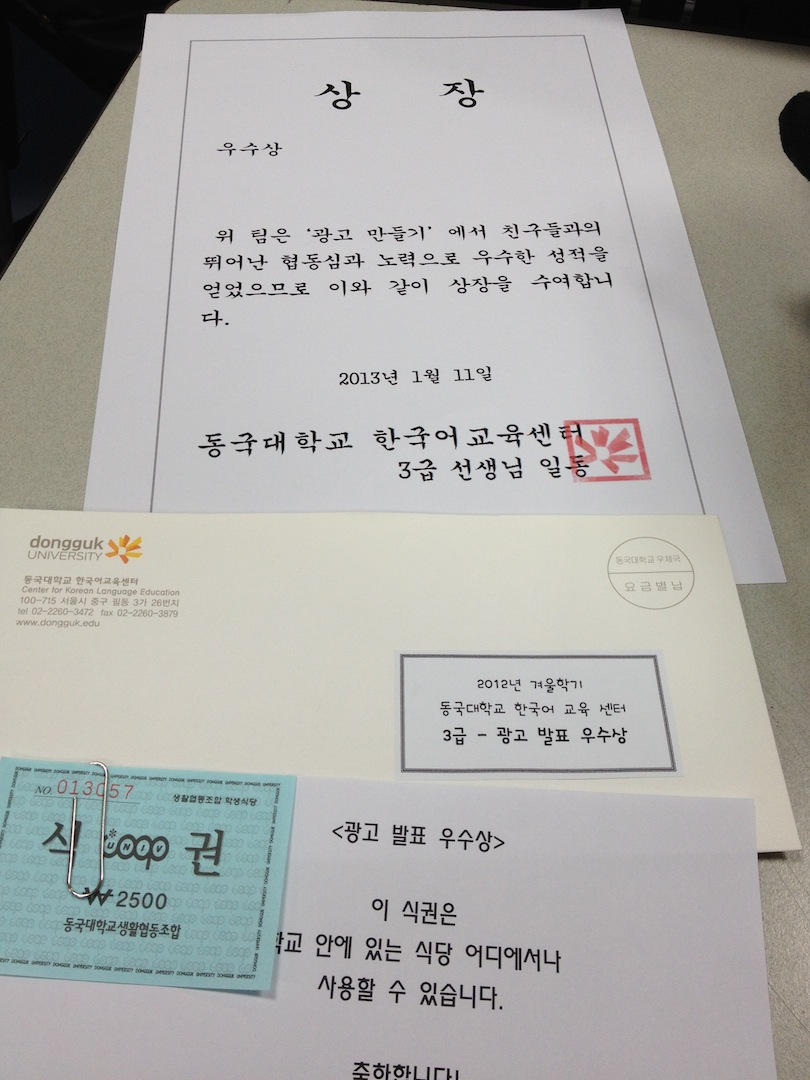 상 장
우수상
위 팀은 '광고 만들기' 에서 친구들과의
뛰어난 협동심과 노력으로 우수한 성적을
얻었으므로 이와 같이 상장을 수여합니
다.
2013년 1월 11일
동국대학교 한국어교육센터
3급 선생님 일동
dongguk
UNIVERSITY
동국대학교 한국어교육센터
Center for Korean Language Education
100-715 서울시 중구 필동 3가 26번지
tel 02-2260-3472 fax 02-2260-3879
www.dongguk.edu
동국대학교우체국
요금별납
2012년 겨울학기
동국대학교 한국어 교육 센터
3급 - 광고 발표 우수상
NO. 013057
생활협동조합 학생식당
식 coop 권
UNIV
₩2500
동국대학교생활협동조합
<광고 발표 우수상>
이 식권은
학교 안에 있는 식당 어디에서나
사용할 수 있습니다.
축하합니다!